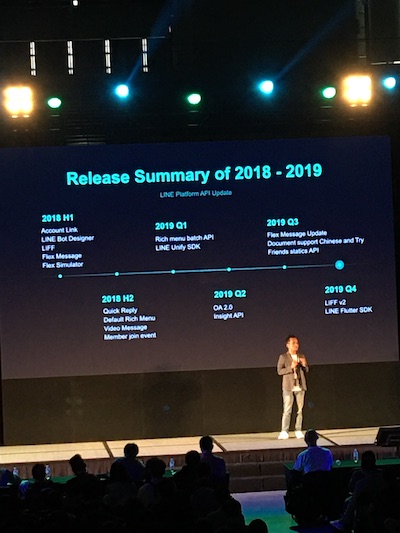 Release Summary of 2018 - 2019
LINE Platform API Update
2018 H1
Account Link
LINE Bot Designer
LIFF
Flex Message
Flex Simulator
2019 Q1
Rich menu batch API
LINE Unify SDK
2019 Q3
Flex Message Update
Document support Chinese and Try
Friends statics API
2018 H2
Quick Reply
Default Rich Menu
Video Message
Member join event
2019 Q2
OA 2.0
Insight API
2019 Q4
LIFF v2
LINE Flutter SDK